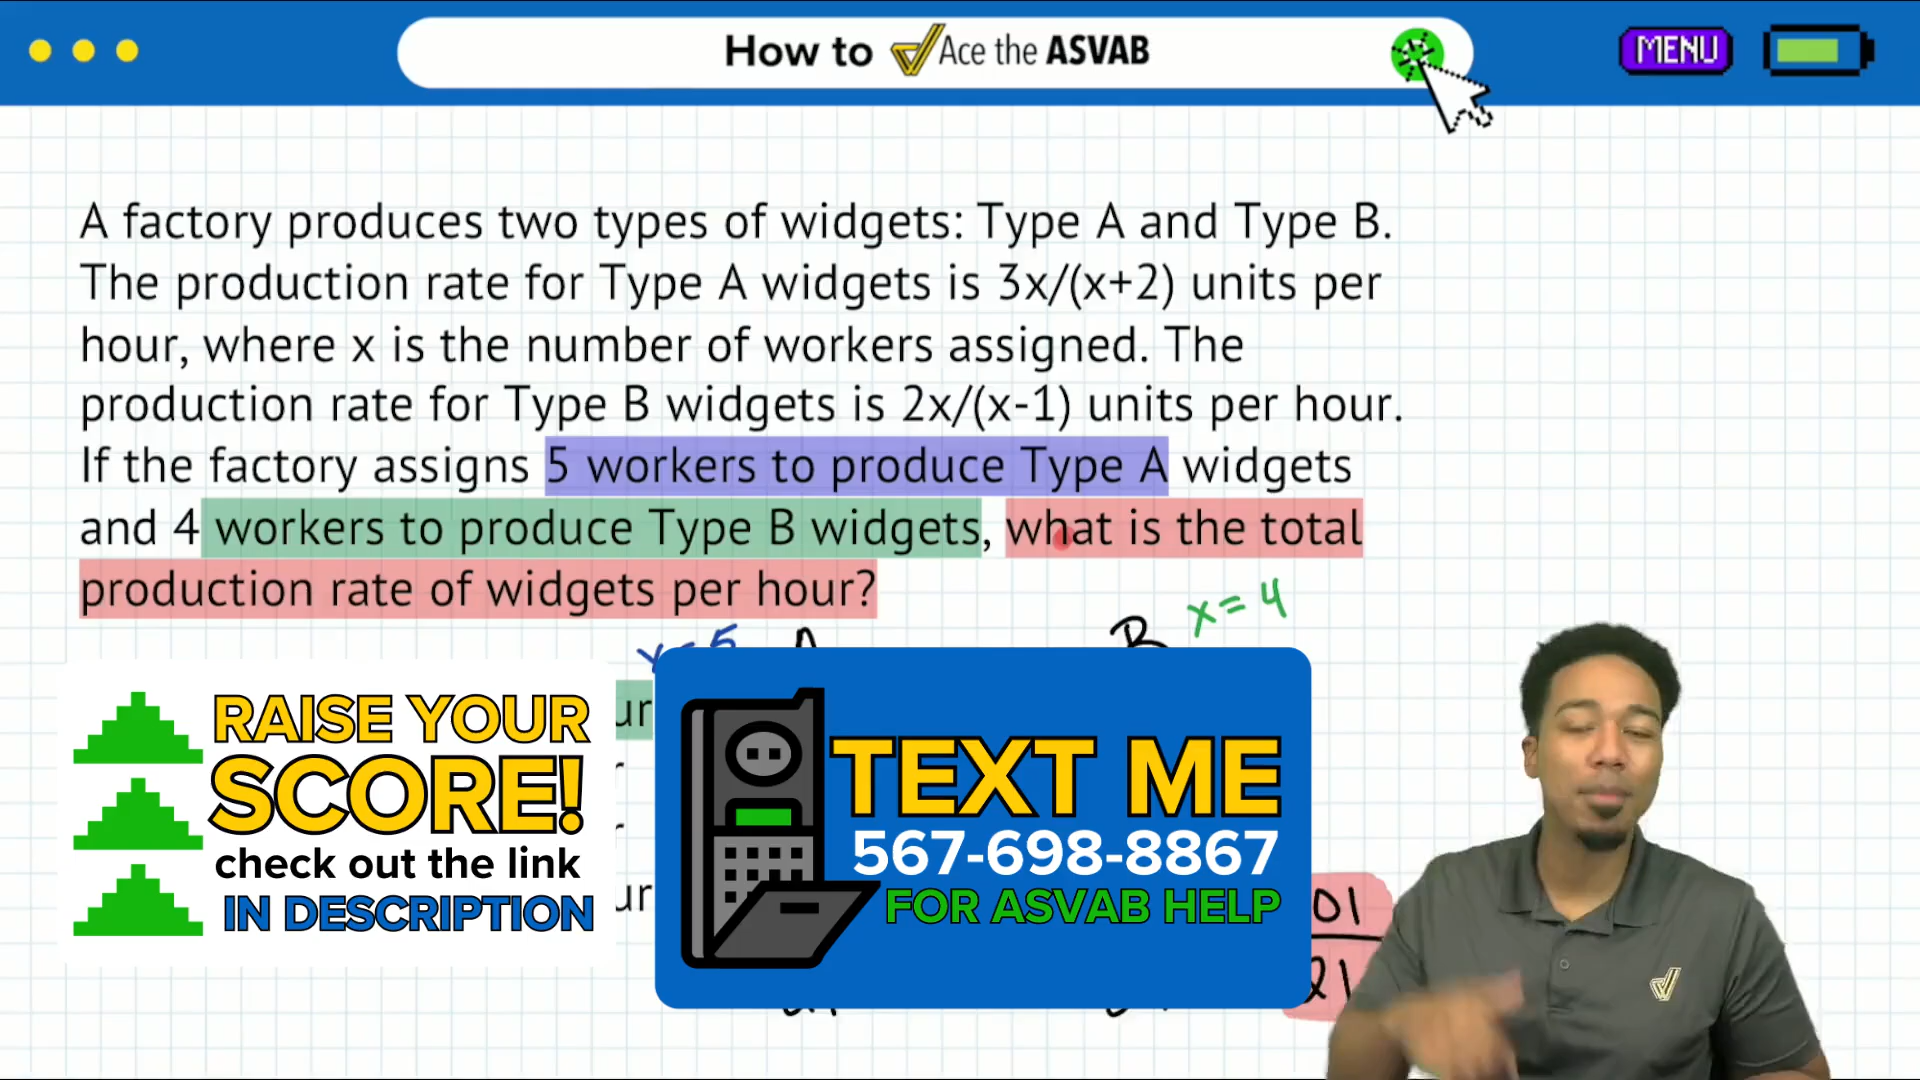 How to Ace the ASVAB
MENU
A factory produces two types of widgets: Type A and Type B.
The production rate for Type A widgets is 3x/(x+2) units per
hour, where x is the number of workers assigned. The
production rate for Type B widgets is 2x/(x-1) units per hour.
If the factory assigns 5 workers to produce Type A widgets
and 4 workers to produce Type B widgets, what is the total
production rate of widgets per hour?
x = 5 A
B x = 4
RAISE YOUR
SCORE!
check out the link
IN DESCRIPTION
TEXT ME
567-698-8867
FOR ASVAB HELP
01
21